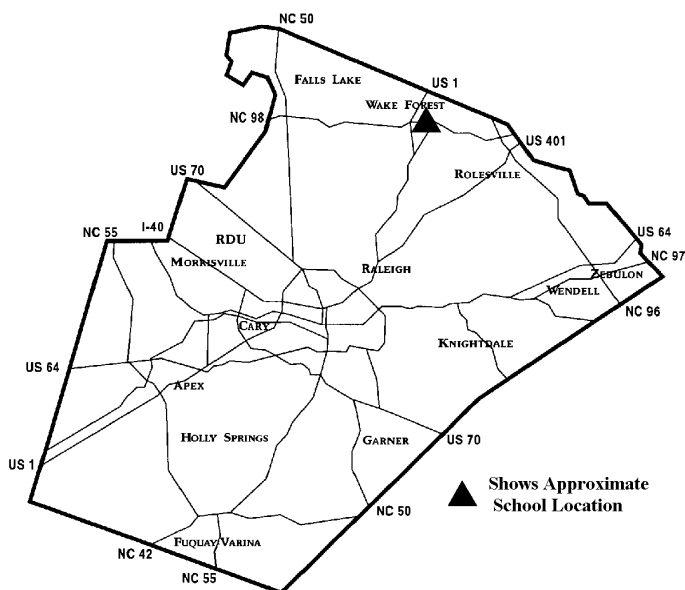 NC 50
FALLS LAKE
US 1
WAKE FOREST
NC 98
US 401
US 70
ROLESVILLE
I-40
NC 55
RDU
US 64
MORRISVILLE
RALEIGH
NC 97
ZEBULON
WENDELL
NC 96
CARY
KNIGHTDALE
US 64
APEX
HOLLY SPRINGS
GARNER
US 70
US 1
Shows Approximate
School Location
NC 50
FUQUAY-VARINA
NC 42
NC 55